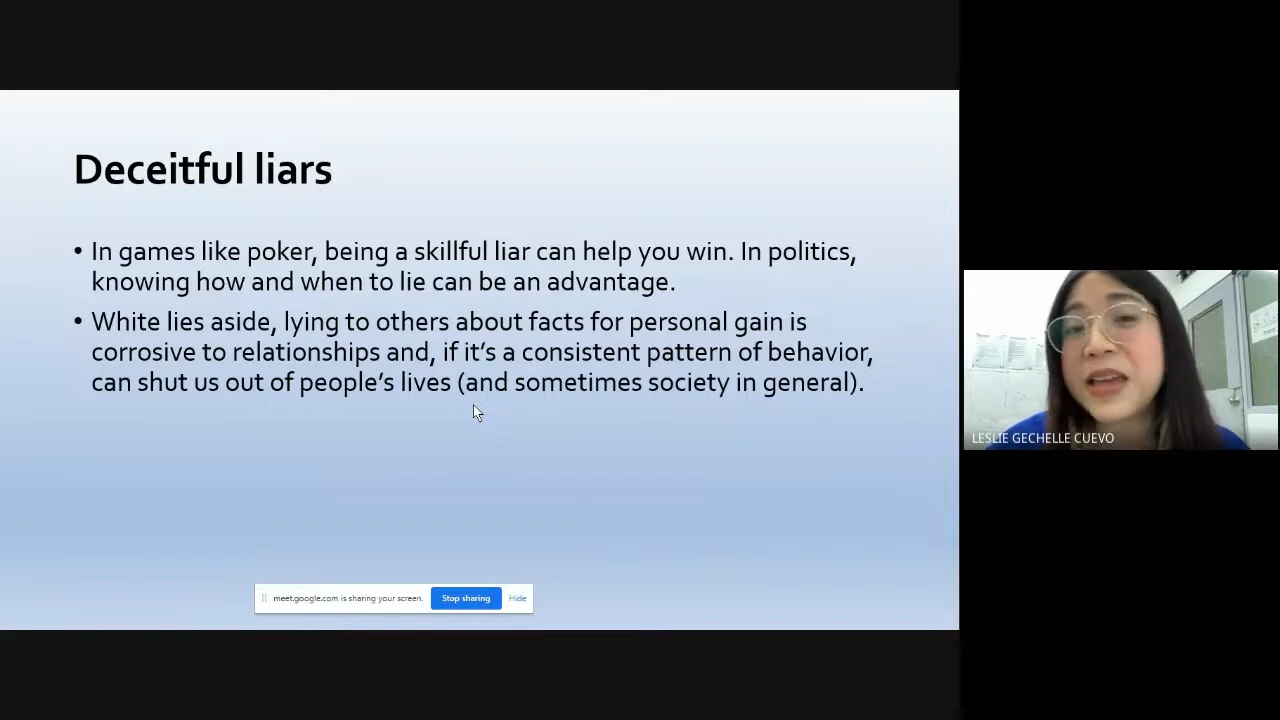 Deceitful liars
• In games like poker, being a skillful liar can help you win. In politics,
knowing how and when to lie can be an advantage.
• White lies aside, lying to others about facts for personal gain is
corrosive to relationships and, if it’s a consistent pattern of behavior,
can shut us out of people’s lives (and sometimes society in general).
LESLIE GECHELLE CUEVO
meet.google.com is sharing your screen. Stop sharing Hide